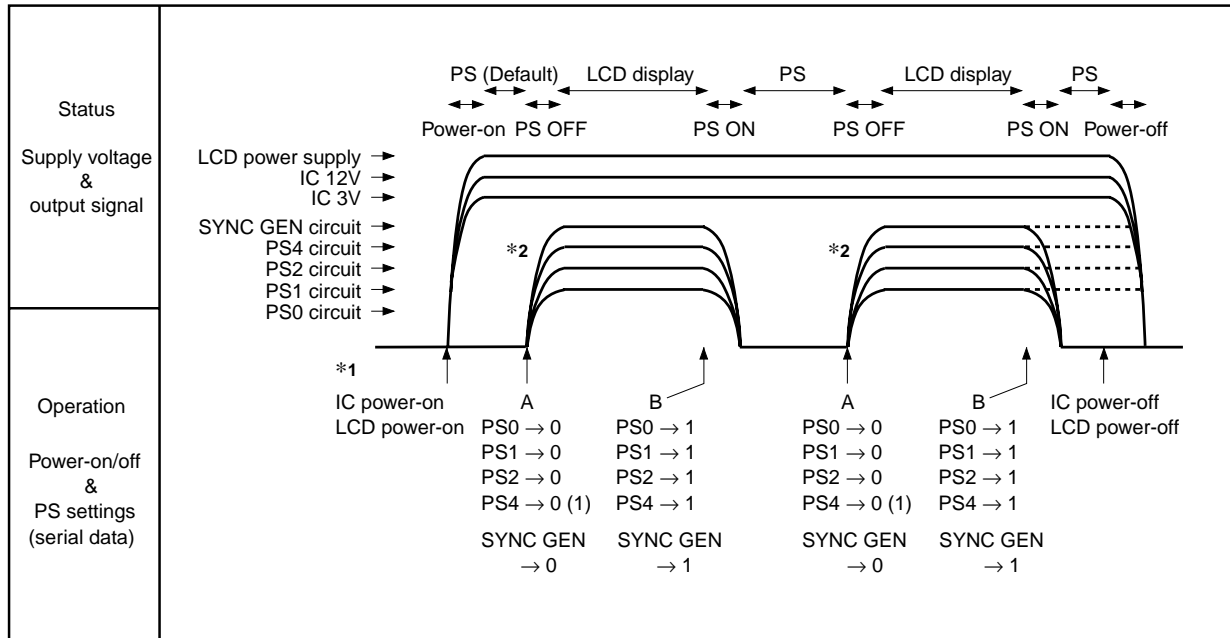 Status
Supply voltage
&
output signal
PS (Default) LCD display PS LCD display PS
Power-on PS OFF PS ON PS OFF PS ON Power-off
LCD power supply →
IC 12V →
IC 3V →
SYNC GEN circuit →
PS4 circuit →
PS2 circuit →
PS1 circuit →
PS0 circuit →
*2 *2
*1
Operation
Power-on/off
&
PS settings
(serial data)
IC power-on
LCD power-on
A
PS0 → 0
PS1 → 0
PS2 → 0
PS4 → 0 (1)
SYNC GEN
→ 0
B
PS0 → 1
PS1 → 1
PS2 → 1
PS4 → 1
SYNC GEN
→ 1
A
PS0 → 0
PS1 → 0
PS2 → 0
PS4 → 0 (1)
SYNC GEN
→ 0
B
PS0 → 1
PS1 → 1
PS2 → 1
PS4 → 1
SYNC GEN
→ 1
IC power-off
LCD power-off